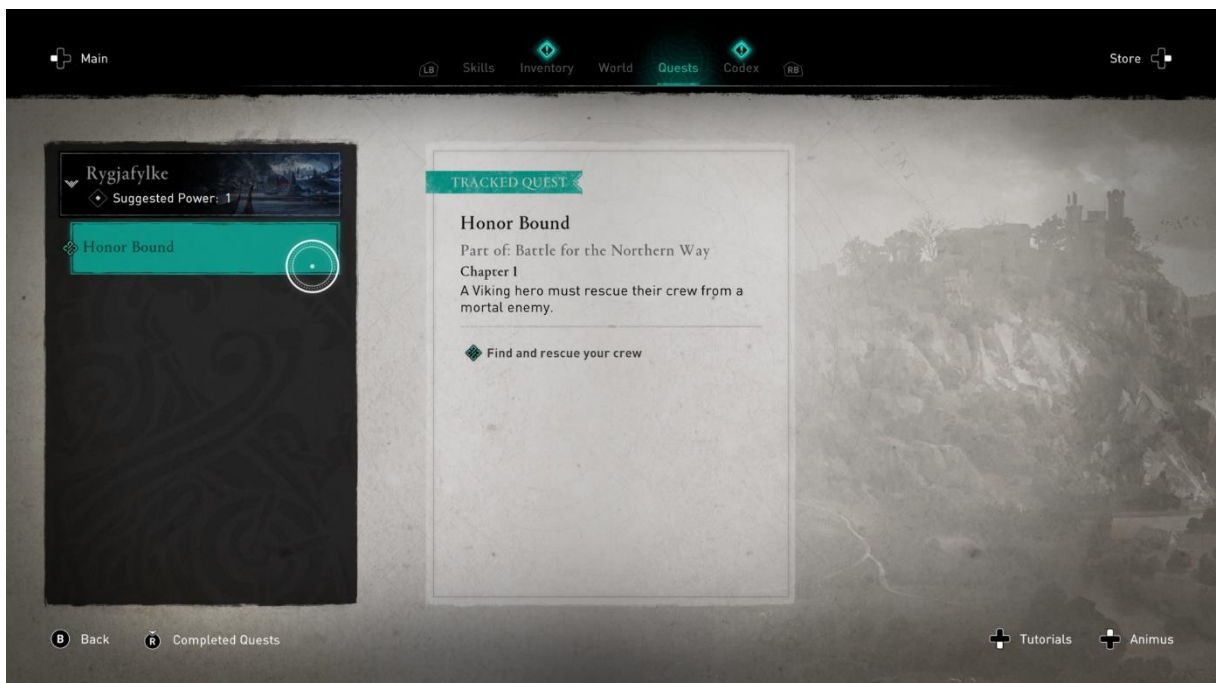 Main
LB Skills Inventory World Quests Codex RB
Store
Rygjafylke
Suggested Power: 1
Honor Bound
TRACKED QUEST
Honor Bound
Part of: Battle for the Northern Way
Chapter 1
A Viking hero must rescue their crew from a
mortal enemy.
Find and rescue your crew
B Back R Completed Quests
Tutorials Animus